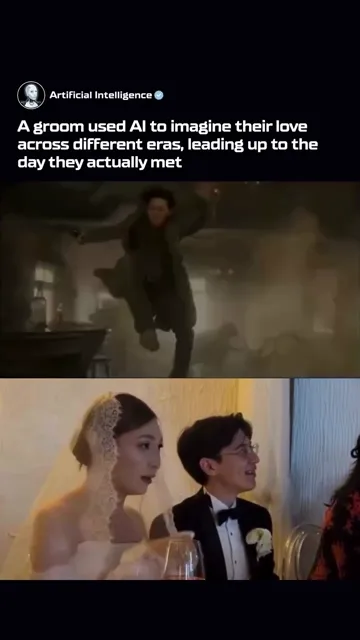 Artificial Intelligence
A groom used AI to imagine their love
across different eras, leading up to the
day they actually met